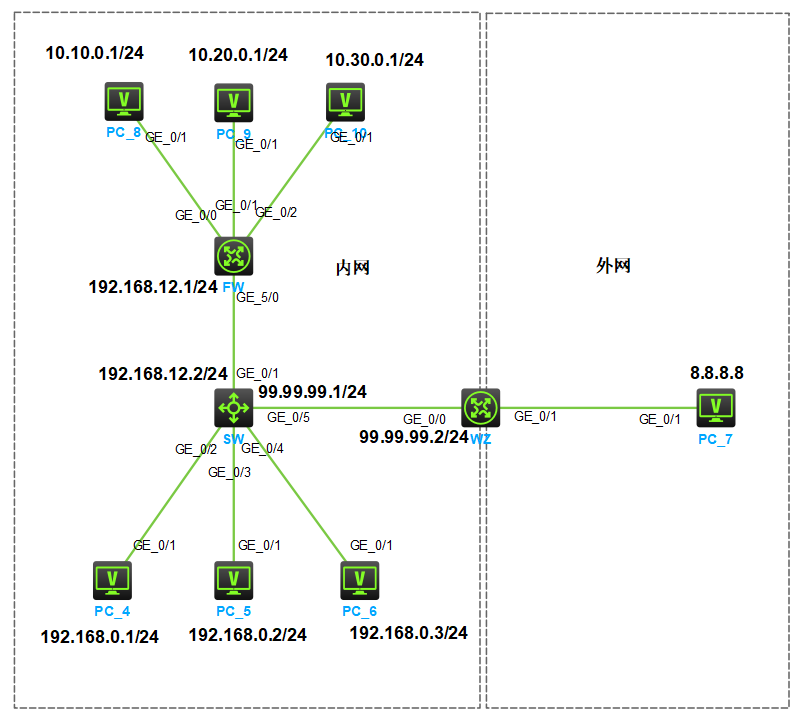 10.10.0.1/24
10.20.0.1/24
10.30.0.1/24
PC_8
PC_9
PC_10
GE_0/1
GE_0/1
GE_0/1
GE_0/0
GE_0/1
GE_0/2
内网
外网
192.168.12.1/24
FW
GE_5/0
192.168.12.2/24
GE_0/1
99.99.99.1/24
8.8.8.8
GE_0/5
GE_0/0
GE_0/1
GE_0/1
SW
99.99.99.2/24
WZ
PC_7
GE_0/2
GE_0/4
GE_0/3
GE_0/1
GE_0/1
GE_0/1
V
V
V
V
V
V
V
PC_4
PC_5
PC_6
192.168.0.1/24
192.168.0.2/24
192.168.0.3/24